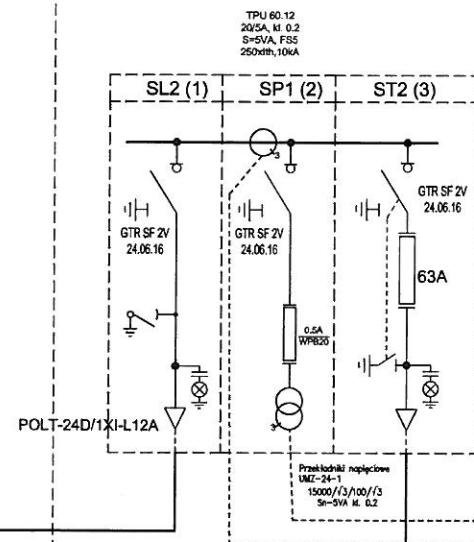 TPU 60.12
20/5A, kl. 0.2
S=5VA, FS5
250xIth,10kA
SL2 (1)
SP1 (2)
ST2 (3)
3
GTR SF 2V
24.06.16
GTR SF 2V
24.06.16
GTR SF 2V
24.06.16
63A
0.5A
WPB20
POLT-24D/1XI-L12A
3
Przekładniki napięciowe
UMZ-24-1
15000/√3/100/√3
Sn=5VA kl. 0.2